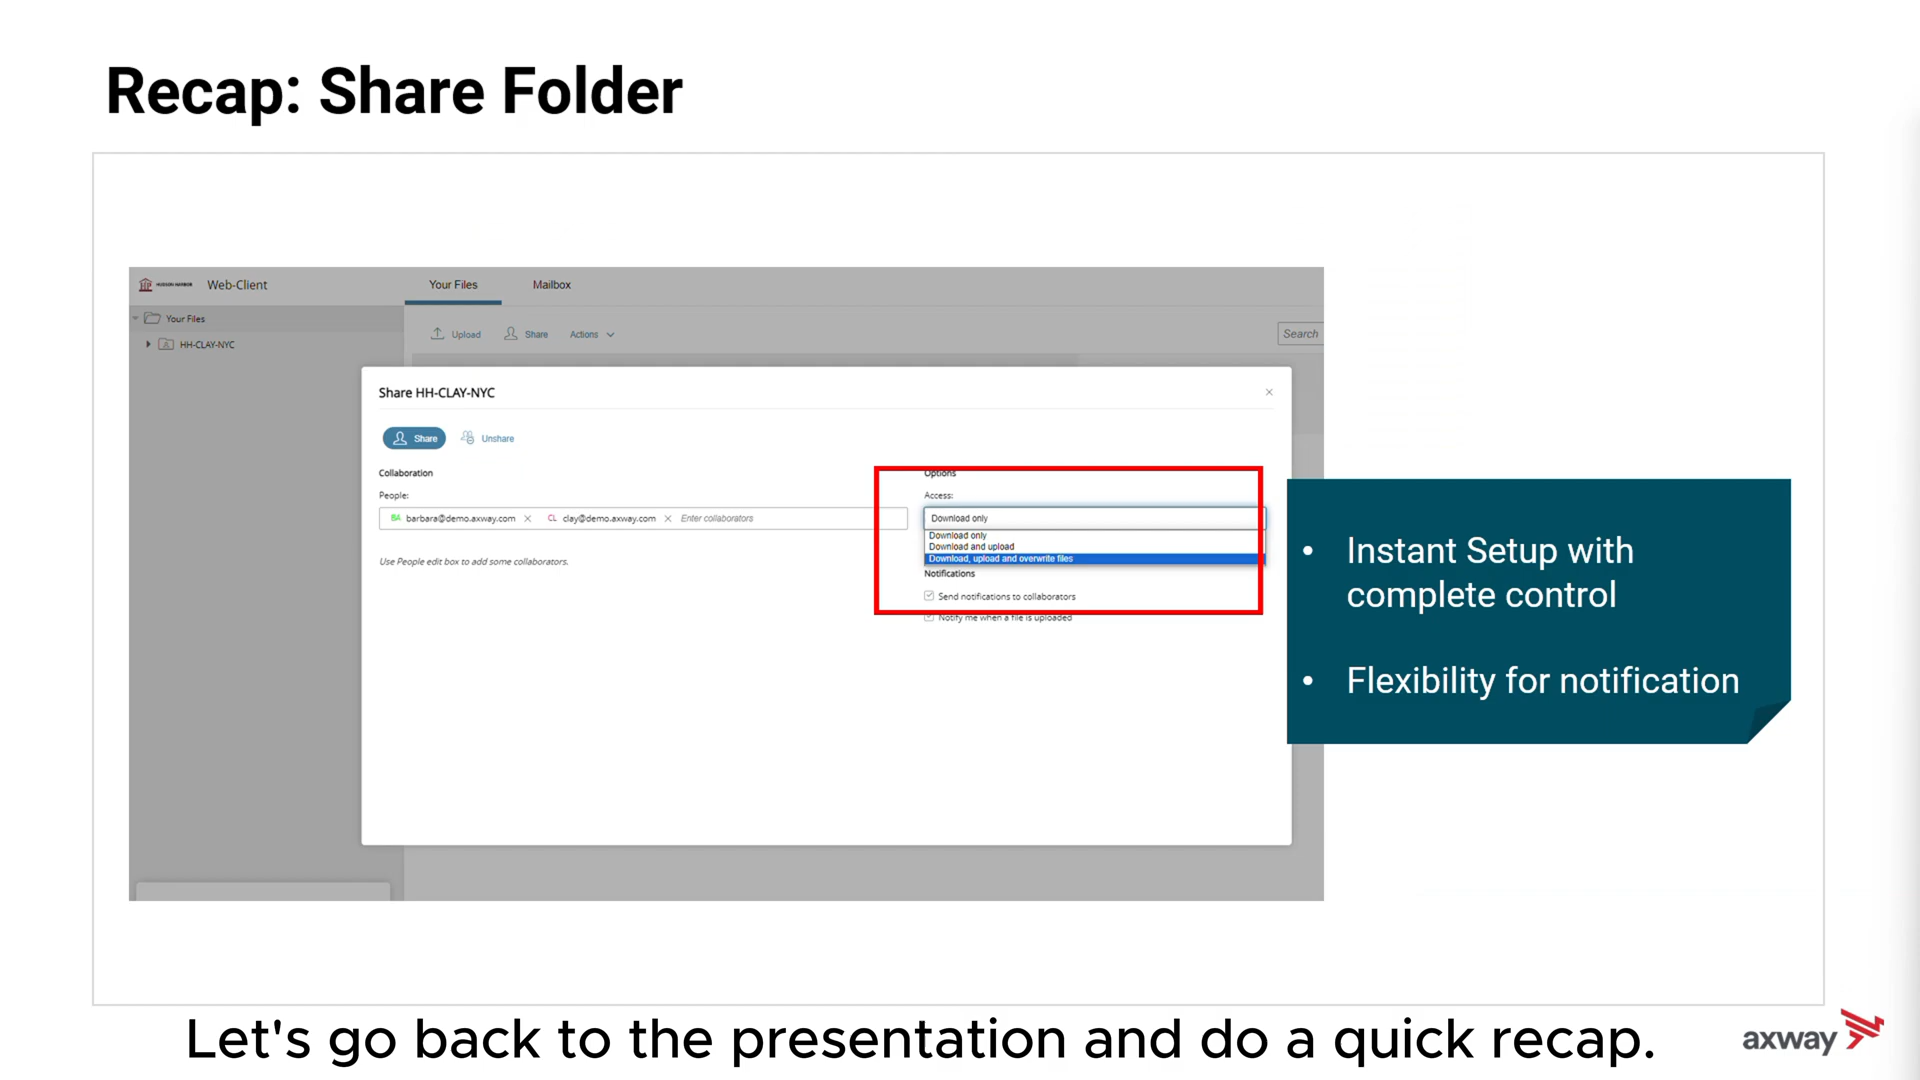 Recap: Share Folder
HUDSON HARBOR Web-Client
Your Files Mailbox
Your Files
Upload Share Actions
Search
HH-CLAY-NYC
Share HH-CLAY-NYC
Share Unshare
Collaboration
Options
People:
Access:
BA barbara@demo.axway.com CL clay@demo.axway.com Enter collaborators
Download only
Download only
Download and upload
Download, upload and overwrite files
Use People edit box to add some collaborators.
Notifications
Send notifications to collaborators
Notify me when a file is uploaded
• Instant Setup with
complete control
• Flexibility for notification
Let's go back to the presentation and do a quick recap.
axway